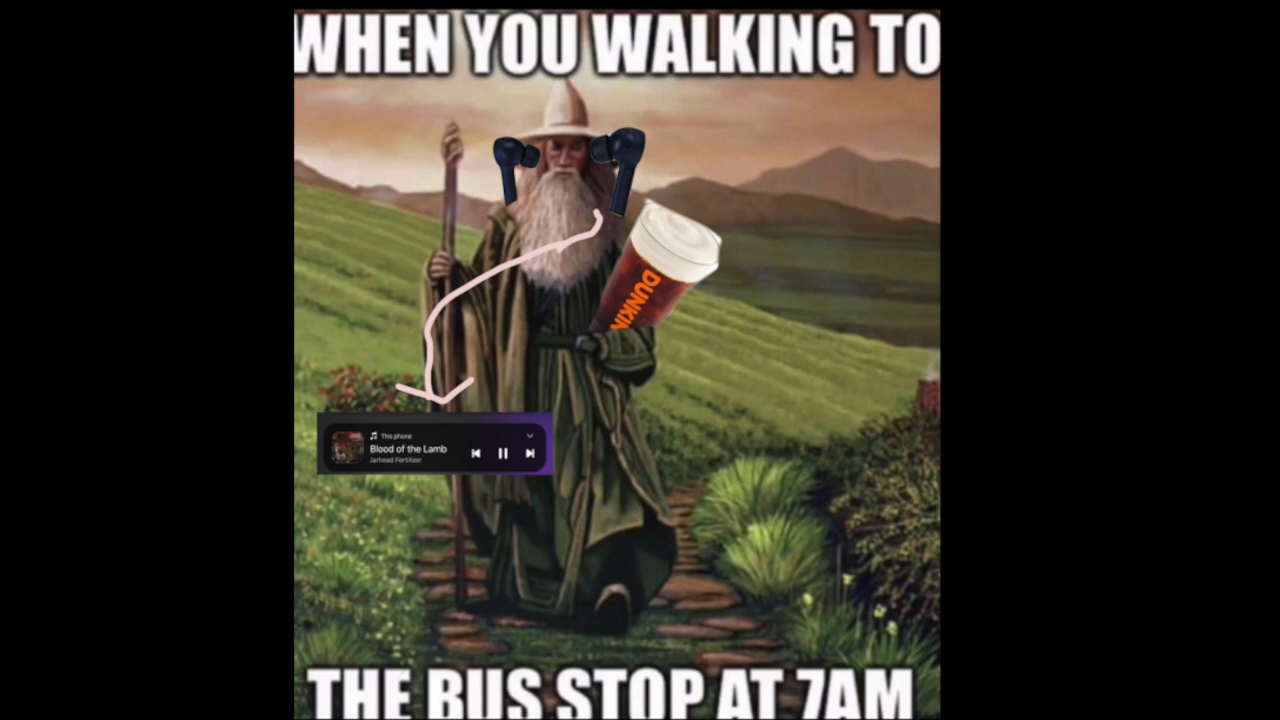 WHEN YOU WALKING TO
DUNKIN
This phone
Blood of the Lamb
Jarhead Fertilizer
THE BUS STOP AT 7AM